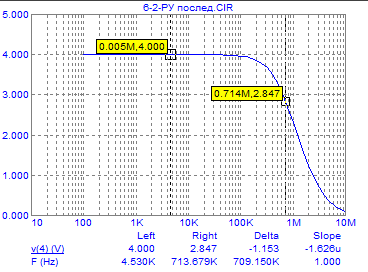 6-2-РУ послед.CIR
5.000
0.005M,4.000
4.000
3.000
0.714M,2.847
2.000
1.000
0.000
10 100 1K 10K 100K 1M 10M
Left Right Delta Slope
v(4) (V) 4.000 2.847 -1.153 -1.626u
F (Hz) 4.530K 713.679K 709.150K 1.000